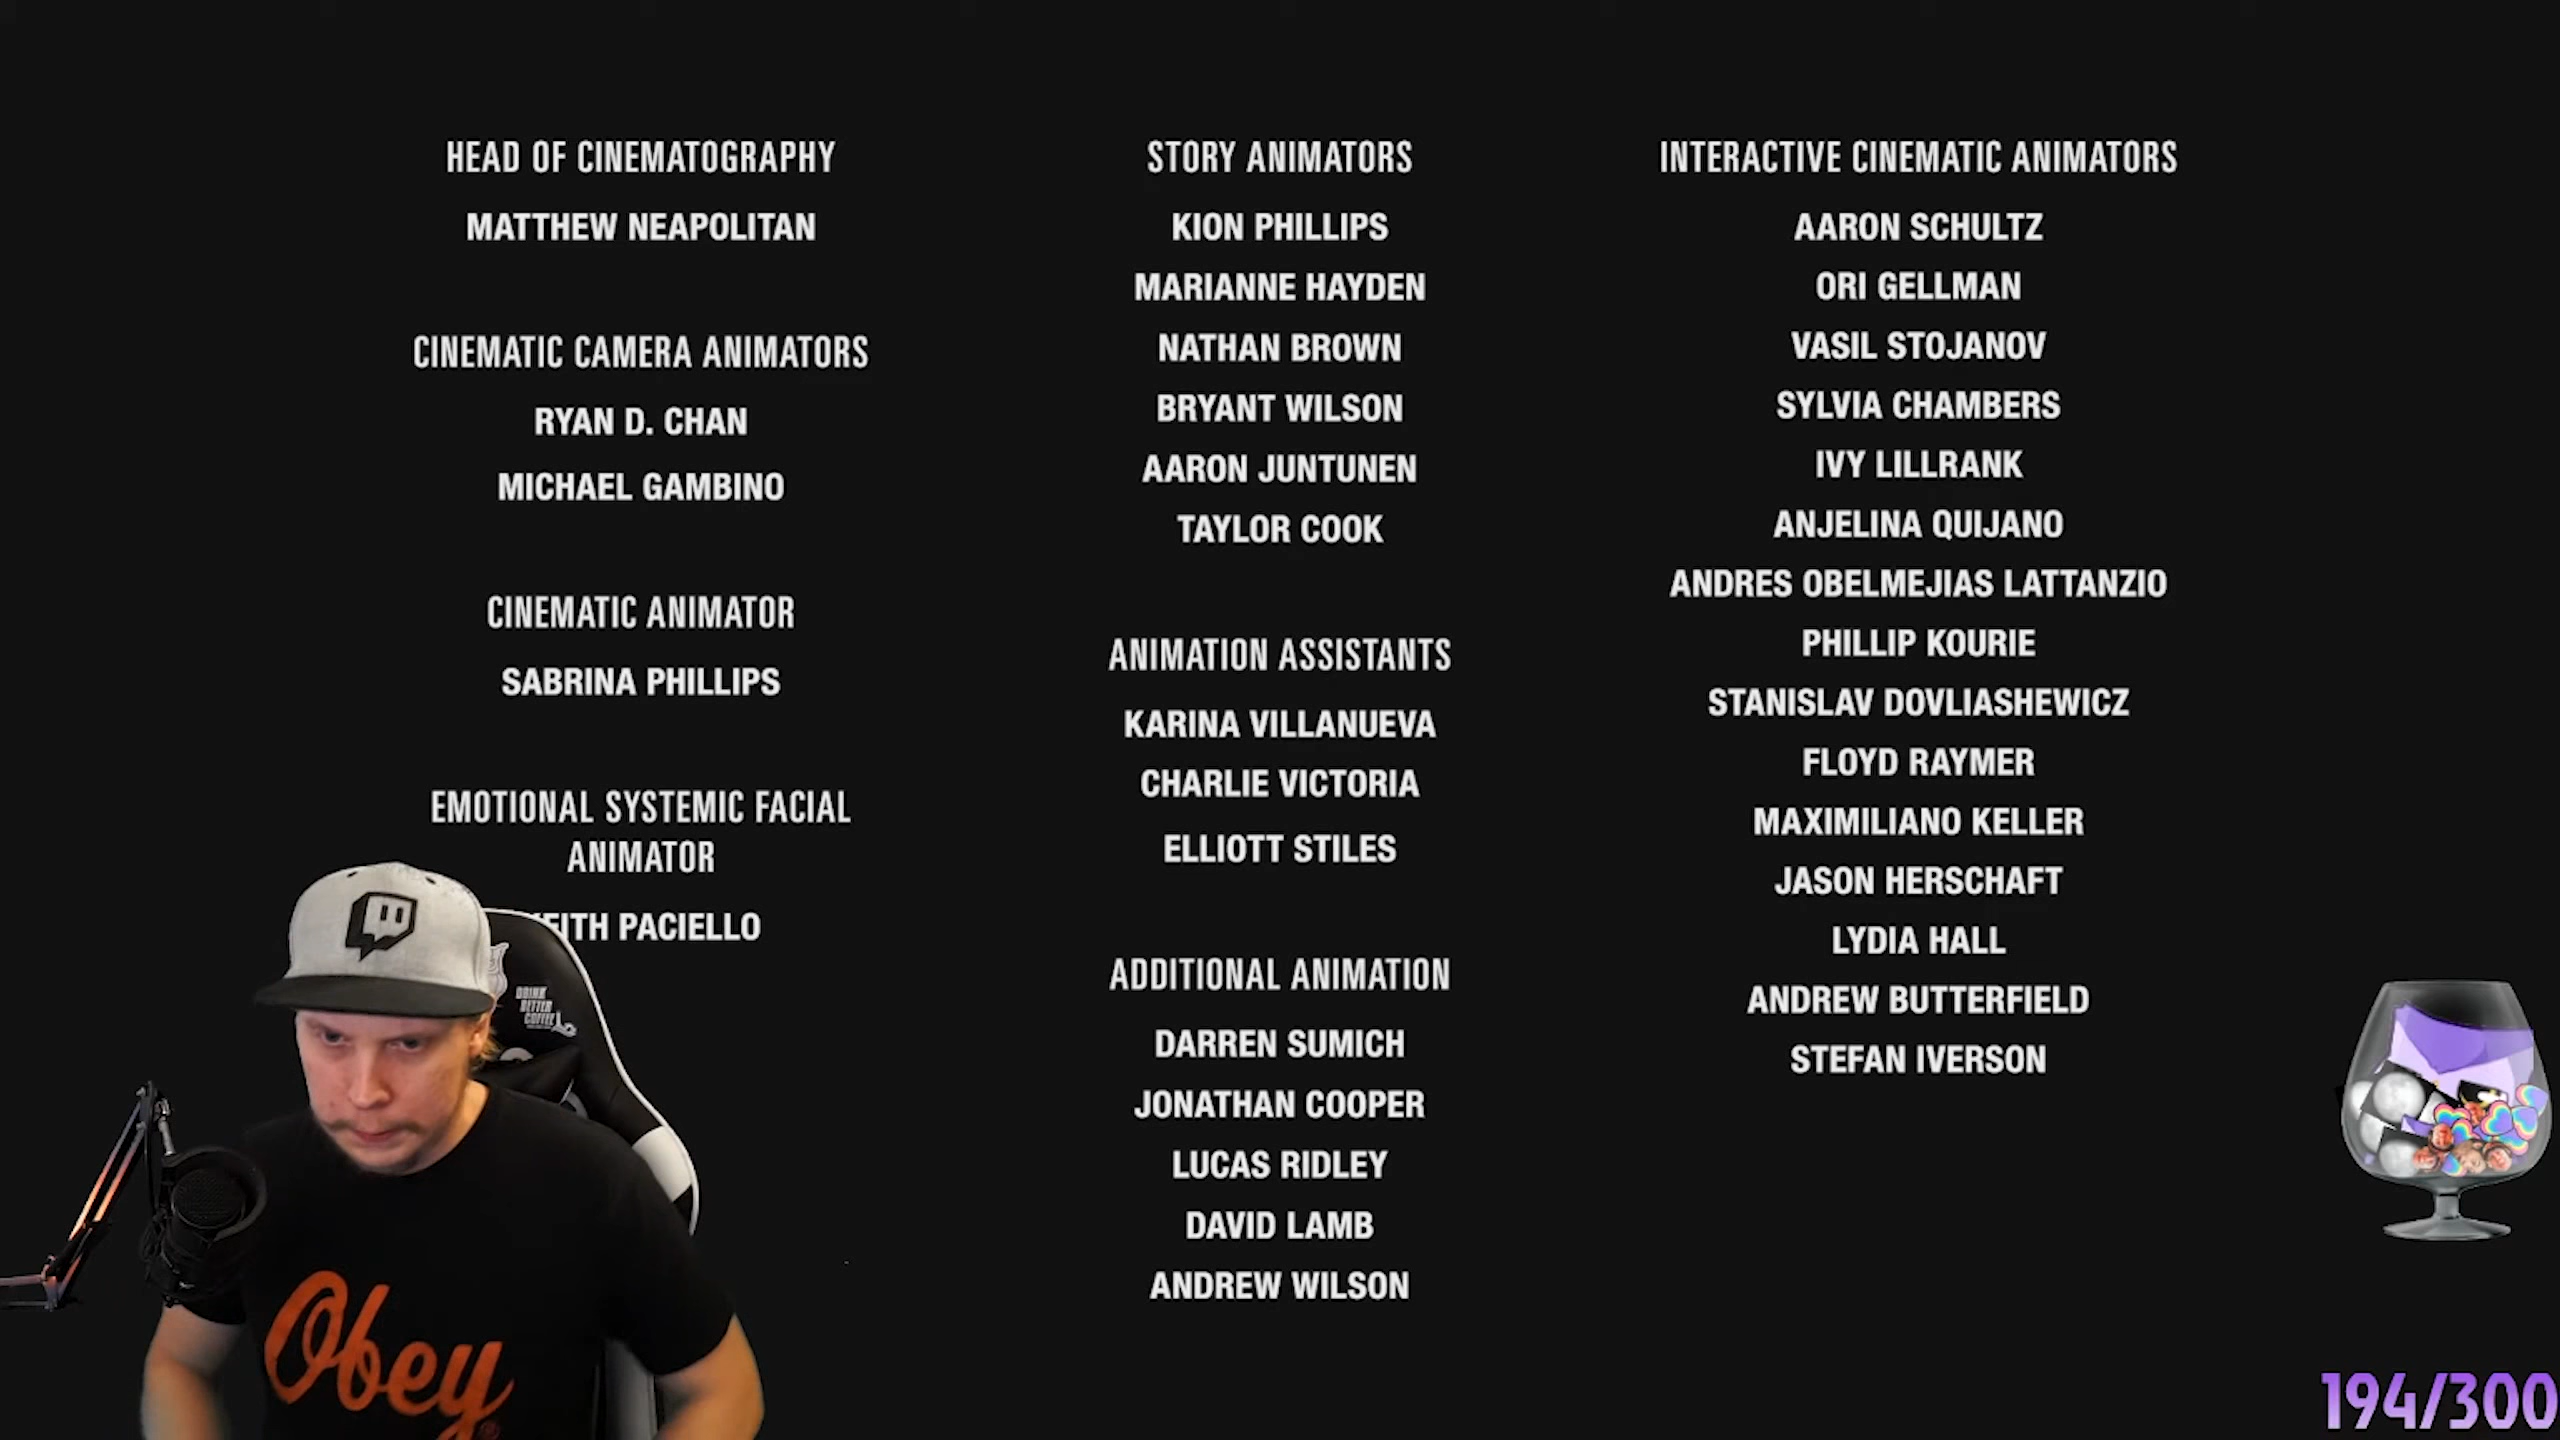 HEAD OF CINEMATOGRAPHY
MATTHEW NEAPOLITAN
CINEMATIC CAMERA ANIMATORS
RYAN D. CHAN
MICHAEL GAMBINO
CINEMATIC ANIMATOR
SABRINA PHILLIPS
EMOTIONAL SYSTEMIC FACIAL
ANIMATOR
PACIELLO
STORY ANIMATORS
KION PHILLIPS
MARIANNE HAYDEN
NATHAN BROWN
BRYANT WILSON
AARON JUNTUNEN
TAYLOR COOK
ANIMATION ASSISTANTS
KARINA VILLANUEVA
CHARLIE VICTORIA
ELLIOTT STILES
ADDITIONAL ANIMATION
DARREN SUMICH
JONATHAN COOPER
LUCAS RIDLEY
DAVID LAMB
ANDREW WILSON
INTERACTIVE CINEMATIC ANIMATORS
AARON SCHULTZ
ORI GELLMAN
VASIL STOJANOV
SYLVIA CHAMBERS
IVY LILLRANK
ANJELINA QUIJANO
ANDRES OBELMEJIAS LATTANZIO
PHILLIP KOURIE
STANISLAV DOVLIASHEWICZ
FLOYD RAYMER
MAXIMILIANO KELLER
JASON HERSCHAFT
LYDIA HALL
ANDREW BUTTERFIELD
STEFAN IVERSON
DRINK
BETTER
COFFEE
Obey
194/300